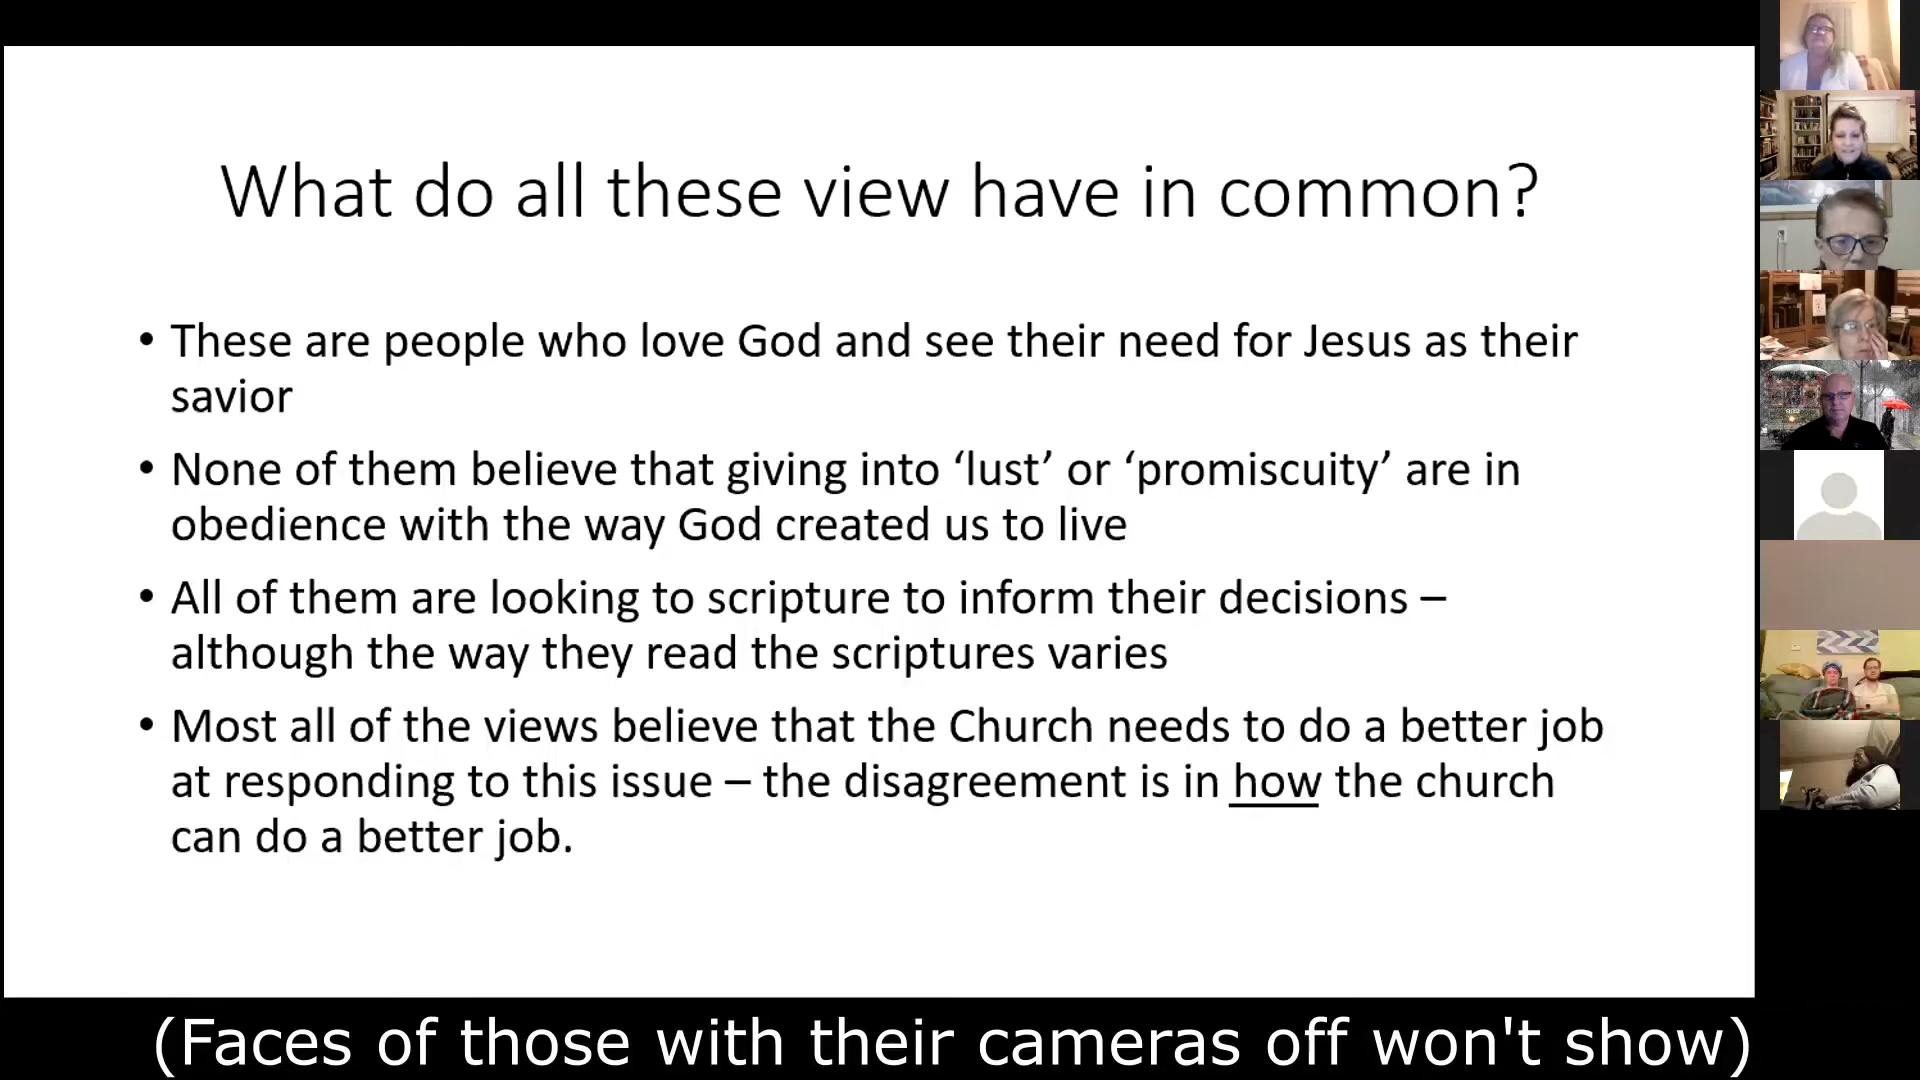 What do all these view have in common?
• These are people who love God and see their need for Jesus as their
savior
• None of them believe that giving into ‘lust’ or ‘promiscuity’ are in
obedience with the way God created us to live
• All of them are looking to scripture to inform their decisions –
although the way they read the scriptures varies
• Most all of the views believe that the Church needs to do a better job
at responding to this issue – the disagreement is in how the church
can do a better job.
(Faces of those with their cameras off won't show)